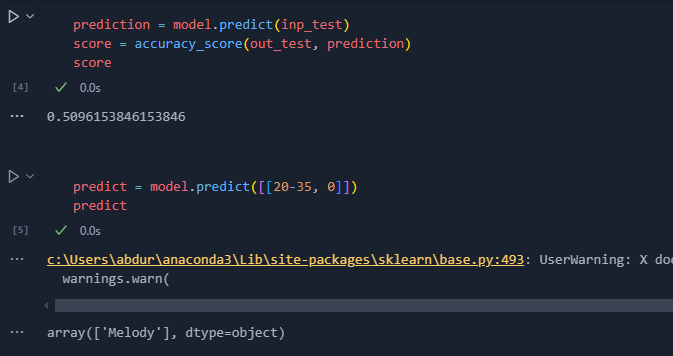 prediction = model.predict(inp_test)
score = accuracy_score(out_test, prediction)
score
[4]
0.0s
0.5096153846153846
predict = model.predict([[20-35, 0]])
predict
[5]
0.0s
c:\Users\abdur\anaconda3\Lib\site-packages\sklearn\base.py:493: UserWarning: X doe
warnings.warn(
array(['Melody'], dtype=object)